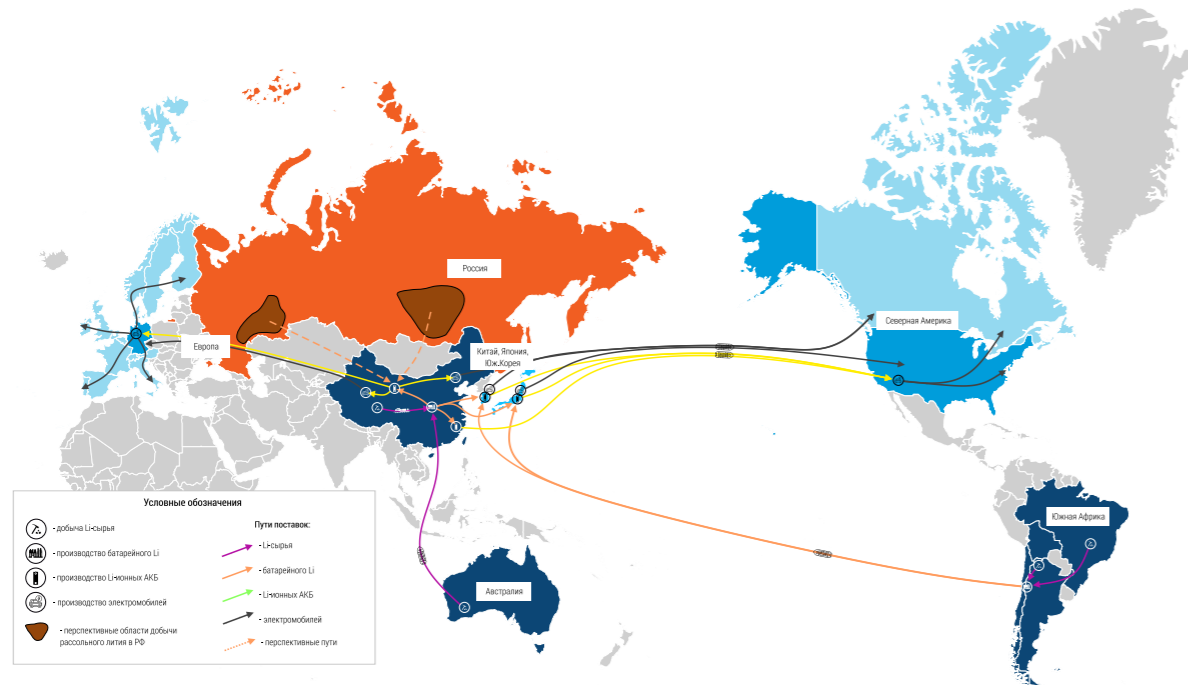 Россия
Северная Америка
Европа
Китай, Япония,
Юж.Корея
Южная Африка
Австралия
Условные обозначения
- добыча Li-сырья
- производство батарейного Li
- производство Li-ионных АКБ
- производство электромобилей
- перспективные области добычи
рассольного лития в РФ
Пути поставок:
- Li-сырья
- батарейного Li
- Li-ионных АКБ
- электромобилей
- перспективные пути